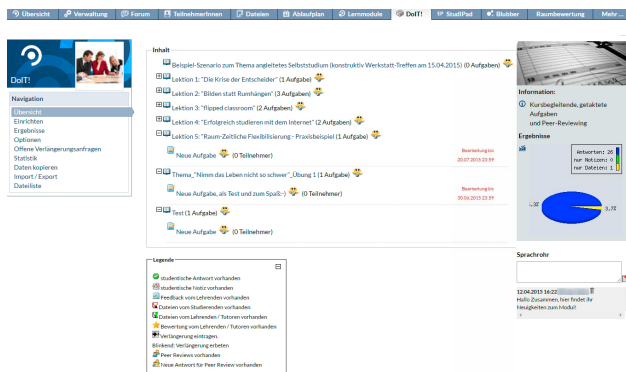 Übersicht Verwaltung Forum TeilnehmerInnen Dateien Ablaufplan Lernmodule DoIT! StudIPad Blubber Raumbewertung Mehr ...
DoIT!
Navigation
Übersicht
Einrichten
Ergebnisse
Optionen
Offene Verlängerungsanfragen
Statistik
Daten kopieren
Import / Export
Dateiliste
Inhalt
Beispiel-Szenario zum Thema angleitetes Selbststudium (konstruktiv Werkstatt-Treffen am 15.04.2015) (0 Aufgaben)
Lektion 1: "Die Krise der Entscheider" (1 Aufgabe)
Lektion 2: "Bilden statt Rumhängen" (3 Aufgaben)
Lektion 3: "flipped classroom" (2 Aufgaben)
Lektion 4: "Erfolgreich studieren mit dem Internet" (2 Aufgaben)
Lektion 5: "Raum-Zeitliche Flexibilisierung - Praxisbeispiel (1 Aufgabe)
Neue Aufgabe (0 Teilnehmer)
Bearbeitung bis
20.07.2015 23:59
Thema_"Nimm das Leben nicht so schwer"_Übung 1 (1 Aufgabe)
Neue Aufgabe, als Test und zum Spaß:-) (0 Teilnehmer)
Bearbeitung bis
30.06.2015 23:59
Test (1 Aufgabe)
Neue Aufgabe (0 Teilnehmer)
Legende
studentische Antwort vorhanden
studentische Notiz vorhanden
Feedback vom Lehrenden vorhanden
Dateien vom Studierenden vorhanden
Dateien vom Lehrenden / Tutoren vorhanden
Bewertung vom Lehrenden / Tutoren vorhanden
Verlängerung eintragen.
Blinkend: Verlängerung erbeten
Peer Reviews vorhanden
Neue Antwort für Peer Review vorhanden
Information:
Kursbegleitende, getaktete
Aufgaben
und Peer-Reviewing
Ergebnisse
Antworten: 26
nur Notizen: 0
nur Dateien: 1
3,7%
Sprachrohr
12.04.2015 16:22
Hallo Zusammen, hier findet ihr
Neuigkeiten zum Modul!